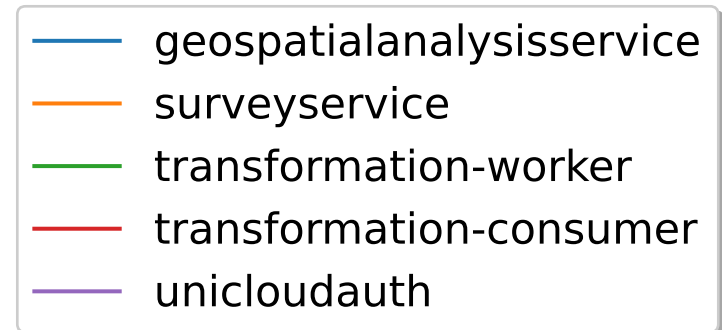 geospatialanalysisservice
surveyservice
transformation-worker
transformation-consumer
unicloudauth